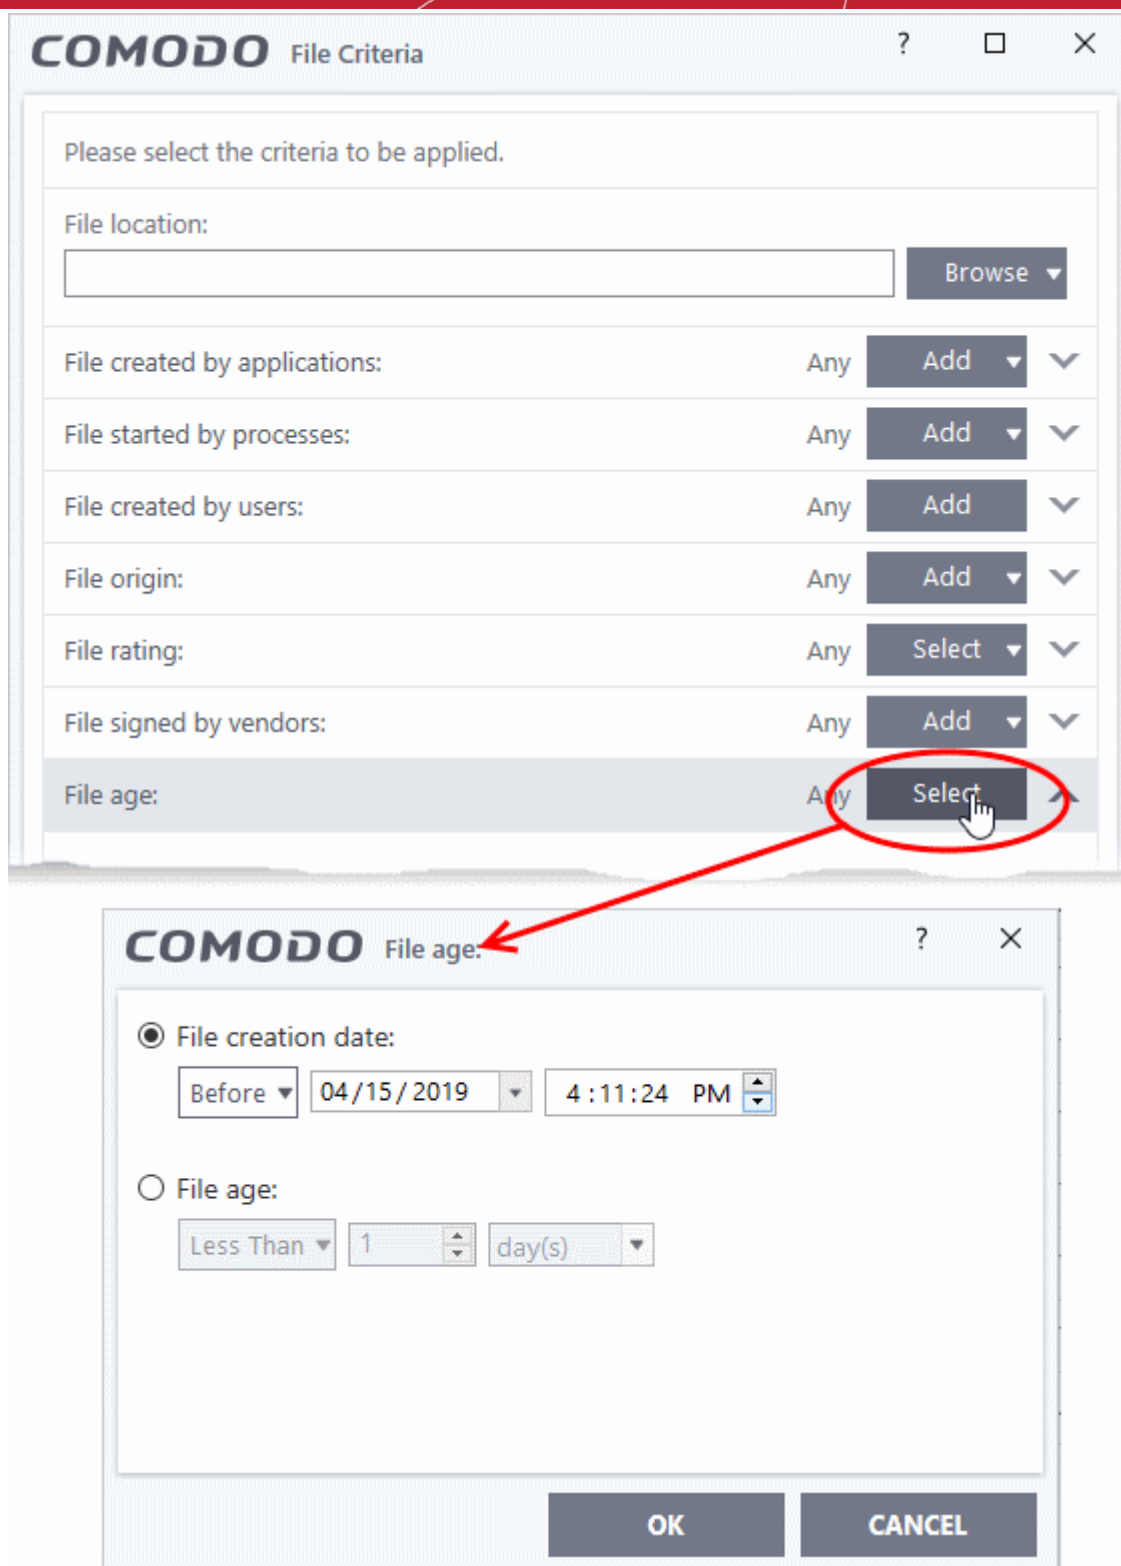 COMODO File Criteria ?
Please select the criteria to be applied.
File location:
Browse
File created by applications: Any Add
File started by processes: Any Add
File created by users: Any Add
File origin: Any Add
File rating: Any Select
File signed by vendors: Any Add
File age: Any Select
COMODO File age: ?
File creation date:
Before 04/15/2019 4:11:24 PM
File age:
Less Than 1 day(s)
OK CANCEL